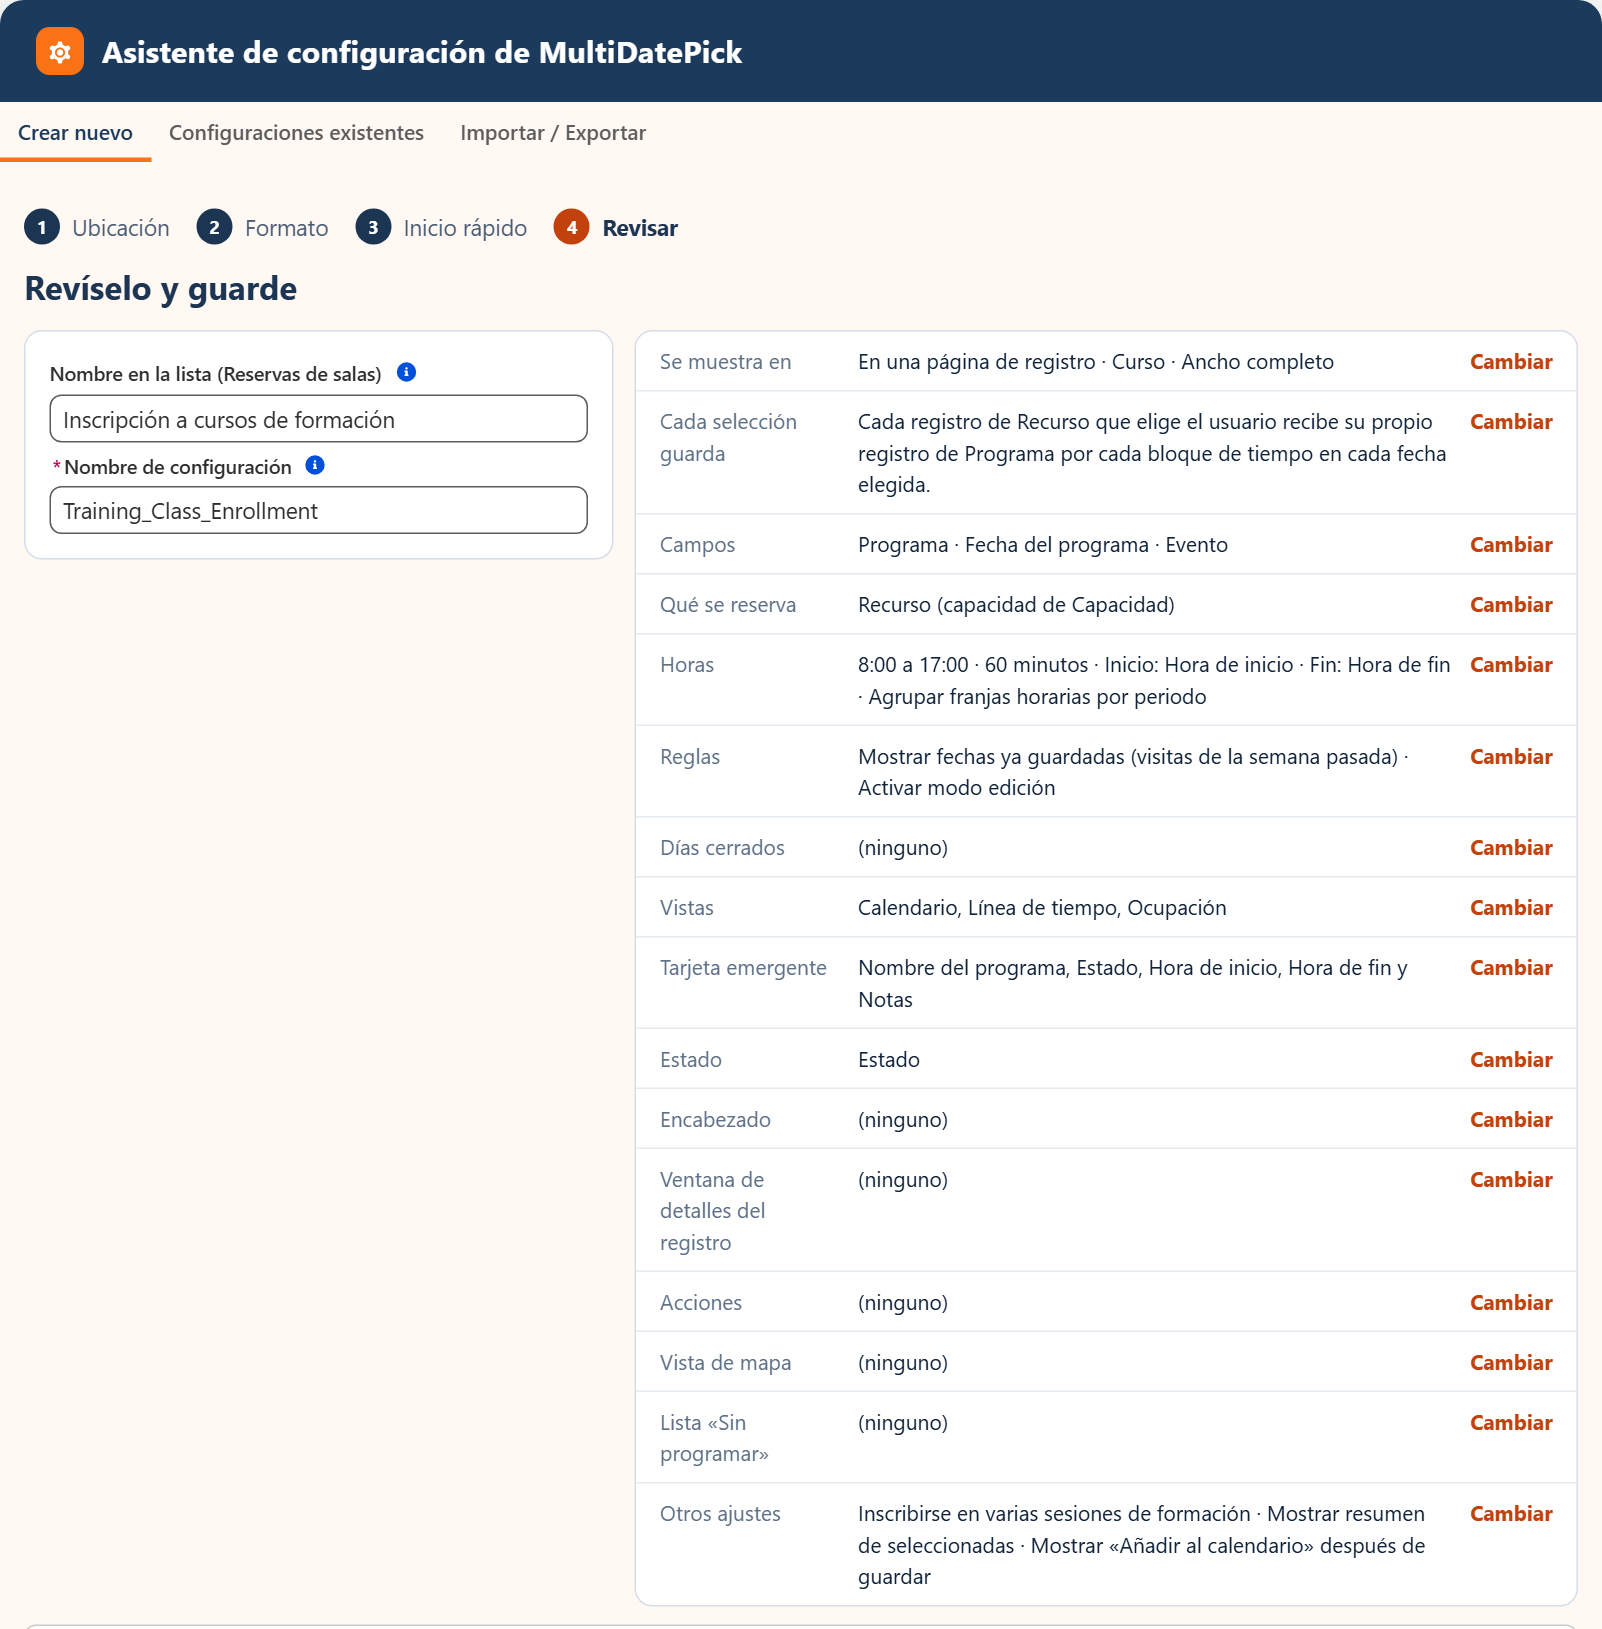 Asistente de configuración de MultiDatePick
Crear nuevo
Configuraciones existentes
Importar / Exportar
1 Ubicación
2 Formato
3 Inicio rápido
4 Revisar
Revíselo y guarde
Nombre en la lista (Reservas de salas)
Inscripción a cursos de formación
*Nombre de configuración
Training_Class_Enrollment
Se muestra en
En una página de registro · Curso · Ancho completo
Cambiar
Cada selección
guarda
Cada registro de Recurso que elige el usuario recibe su propio
registro de Programa por cada bloque de tiempo en cada fecha
elegida.
Cambiar
Campos
Programa · Fecha del programa · Evento
Cambiar
Qué se reserva
Recurso (capacidad de Capacidad)
Cambiar
Horas
8:00 a 17:00 · 60 minutos · Inicio: Hora de inicio · Fin: Hora de fin
· Agrupar franjas horarias por periodo
Cambiar
Reglas
Mostrar fechas ya guardadas (visitas de la semana pasada) ·
Activar modo edición
Cambiar
Días cerrados
(ninguno)
Cambiar
Vistas
Calendario, Línea de tiempo, Ocupación
Cambiar
Tarjeta emergente
Nombre del programa, Estado, Hora de inicio, Hora de fin y
Notas
Cambiar
Estado
Estado
Cambiar
Encabezado
(ninguno)
Cambiar
Ventana de
detalles del
registro
(ninguno)
Cambiar
Acciones
(ninguno)
Cambiar
Vista de mapa
(ninguno)
Cambiar
Lista «Sin
programar»
(ninguno)
Cambiar
Otros ajustes
Inscribirse en varias sesiones de formación · Mostrar resumen
de seleccionadas · Mostrar «Añadir al calendario» después de
guardar
Cambiar